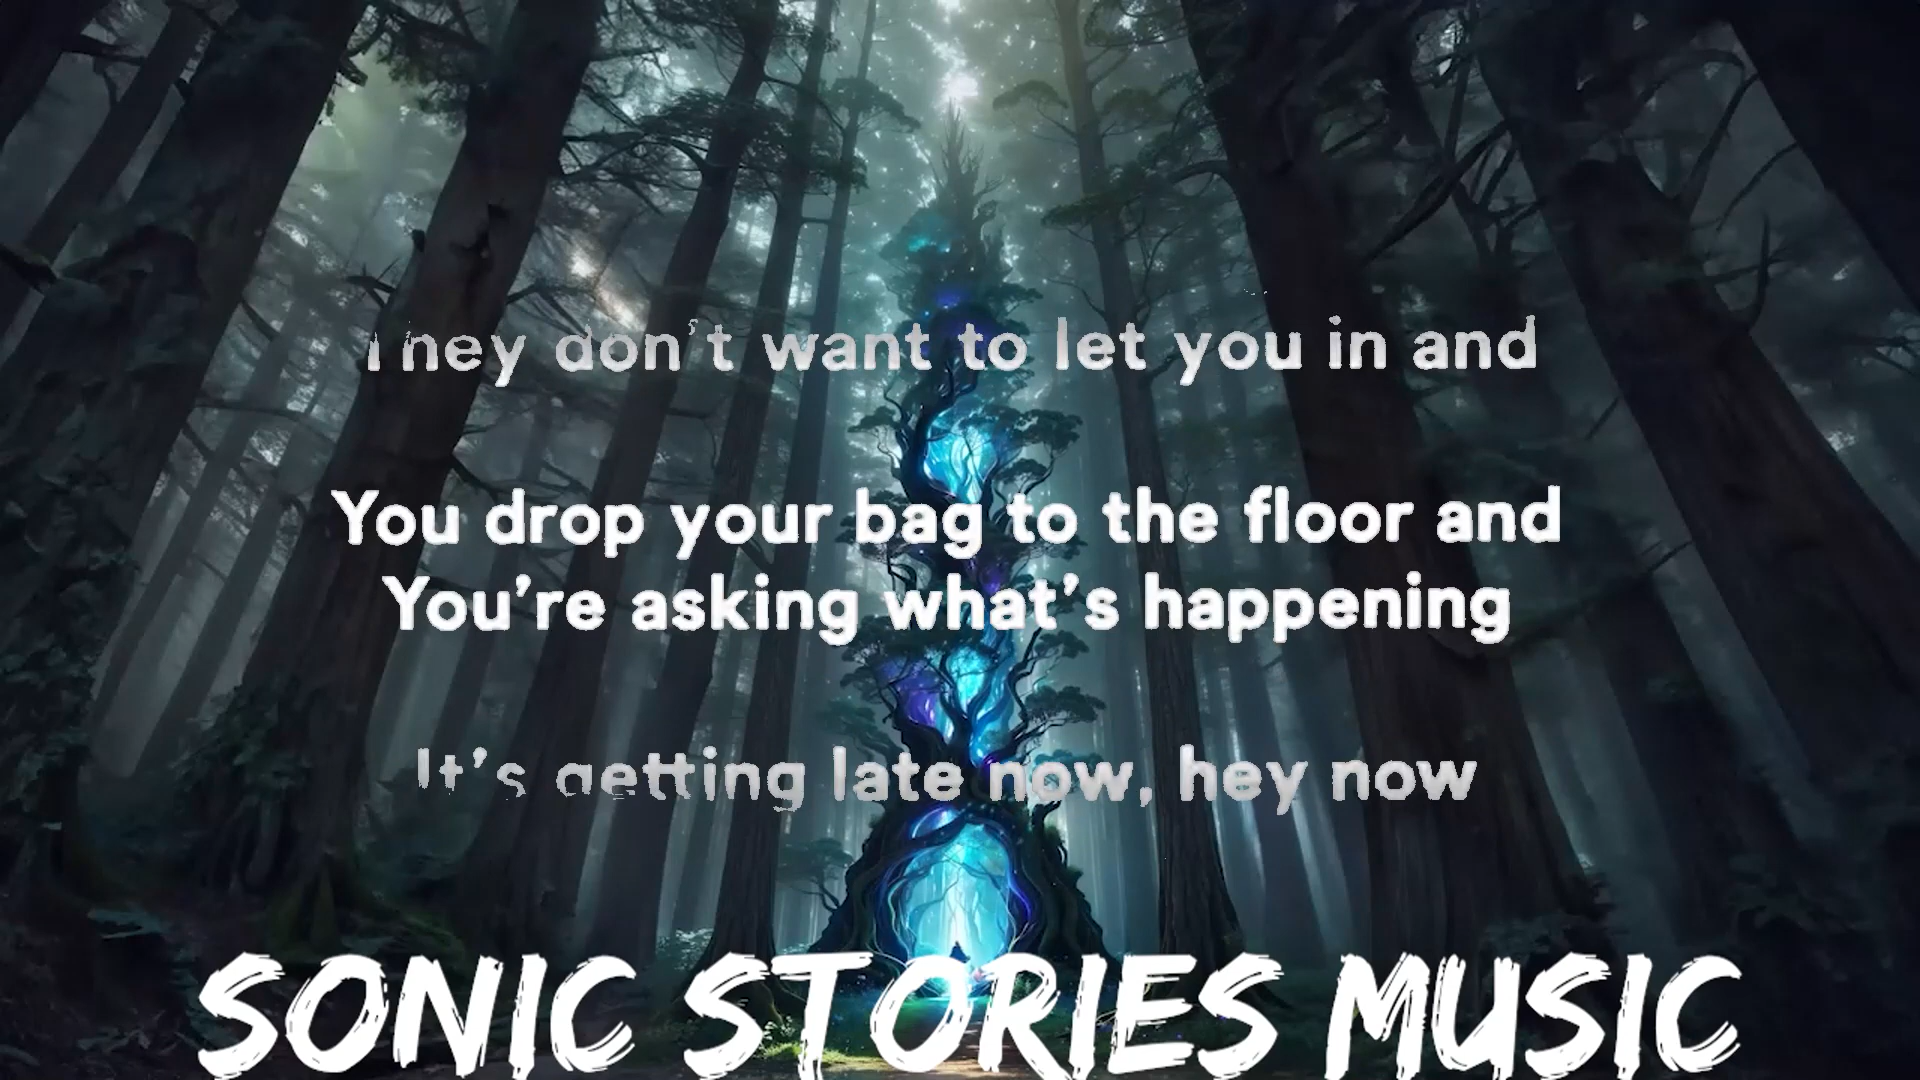 They don't want to let you in and
You drop your bag to the floor and
You're asking what's happening
It's getting late now, hey now
SONIC STORIES MUSIC